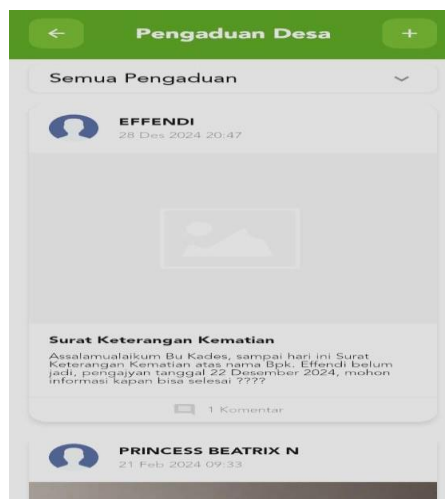 Pengaduan Desa
Semua Pengaduan
EFFENDI
28 Des 2024 20:47
Surat Keterangan Kematian
Assalamualaikum Bu Kades, sampai hari ini Surat
Keterangan Kematian atas nama Bpk. Effendi belum
jadi, pengajyan tanggal 22 Desember 2024, mohon
informasi kapan bisa selesai ????
1 Komentar
PRINCESS BEATRIX N
21 Feb 2024 09:33